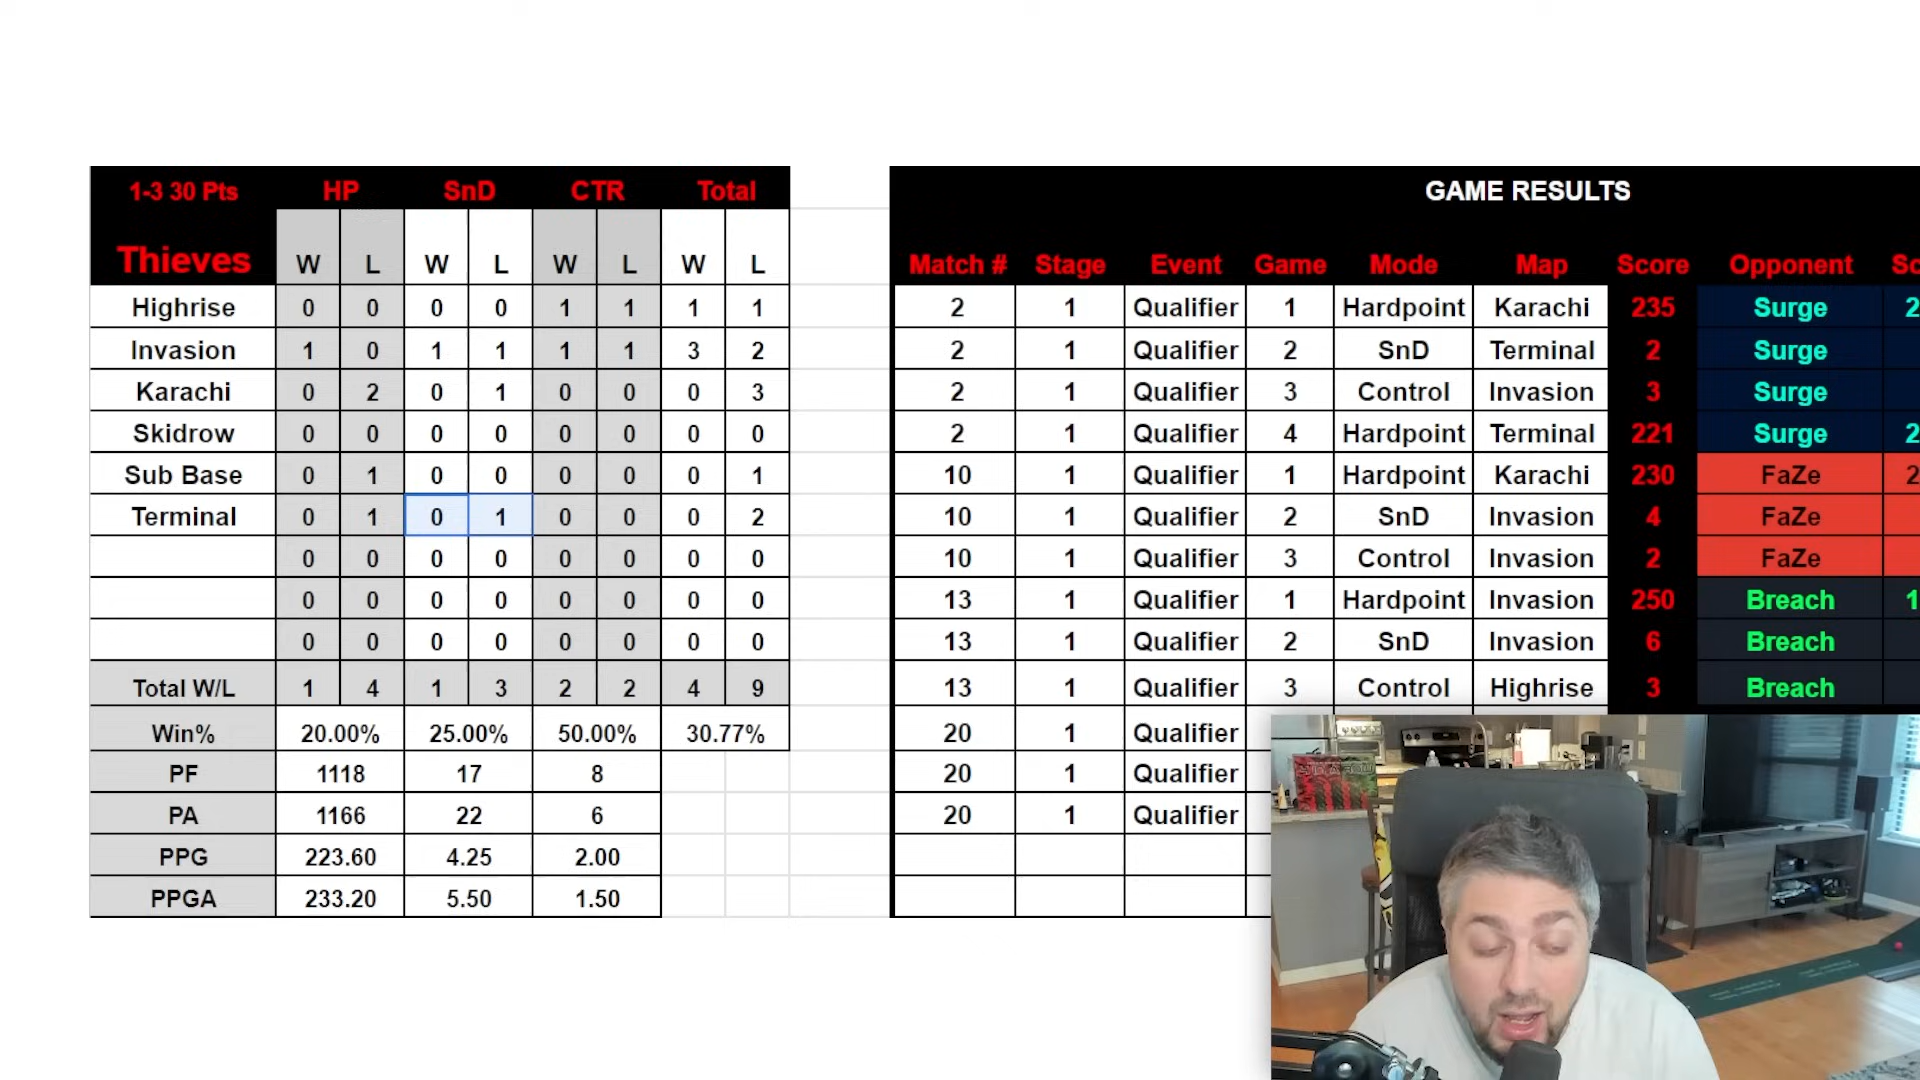 1-3 30 Pts HP SnD CTR Total
Thieves W L W L W L W L
Highrise 0 0 0 0 1 1 1 1
Invasion 1 0 1 1 1 1 3 2
Karachi 0 2 0 1 0 0 0 3
Skidrow 0 0 0 0 0 0 0 0
Sub Base 0 1 0 0 0 0 0 1
Terminal 0 1 0 1 0 0 0 2
0 0 0 0 0 0 0 0
0 0 0 0 0 0 0 0
0 0 0 0 0 0 0 0
Total W/L 1 4 1 3 2 2 4 9
Win% 20.00% 25.00% 50.00% 30.77%
PF 1118 17 8
PA 1166 22 6
PPG 223.60 4.25 2.00
PPGA 233.20 5.50 1.50
GAME RESULTS
Match # Stage Event Game Mode Map Score Opponent Sc
2 1 Qualifier 1 Hardpoint Karachi 235 Surge 2
2 1 Qualifier 2 SnD Terminal 2 Surge
2 1 Qualifier 3 Control Invasion 3 Surge
2 1 Qualifier 4 Hardpoint Terminal 221 Surge 2
10 1 Qualifier 1 Hardpoint Karachi 230 FaZe 2
10 1 Qualifier 2 SnD Invasion 4 FaZe
10 1 Qualifier 3 Control Invasion 2 FaZe
13 1 Qualifier 1 Hardpoint Invasion 250 Breach 1
13 1 Qualifier 2 SnD Invasion 6 Breach
13 1 Qualifier 3 Control Highrise 3 Breach
20 1 Qualifier
20 1 Qualifier
20 1 Qualifier